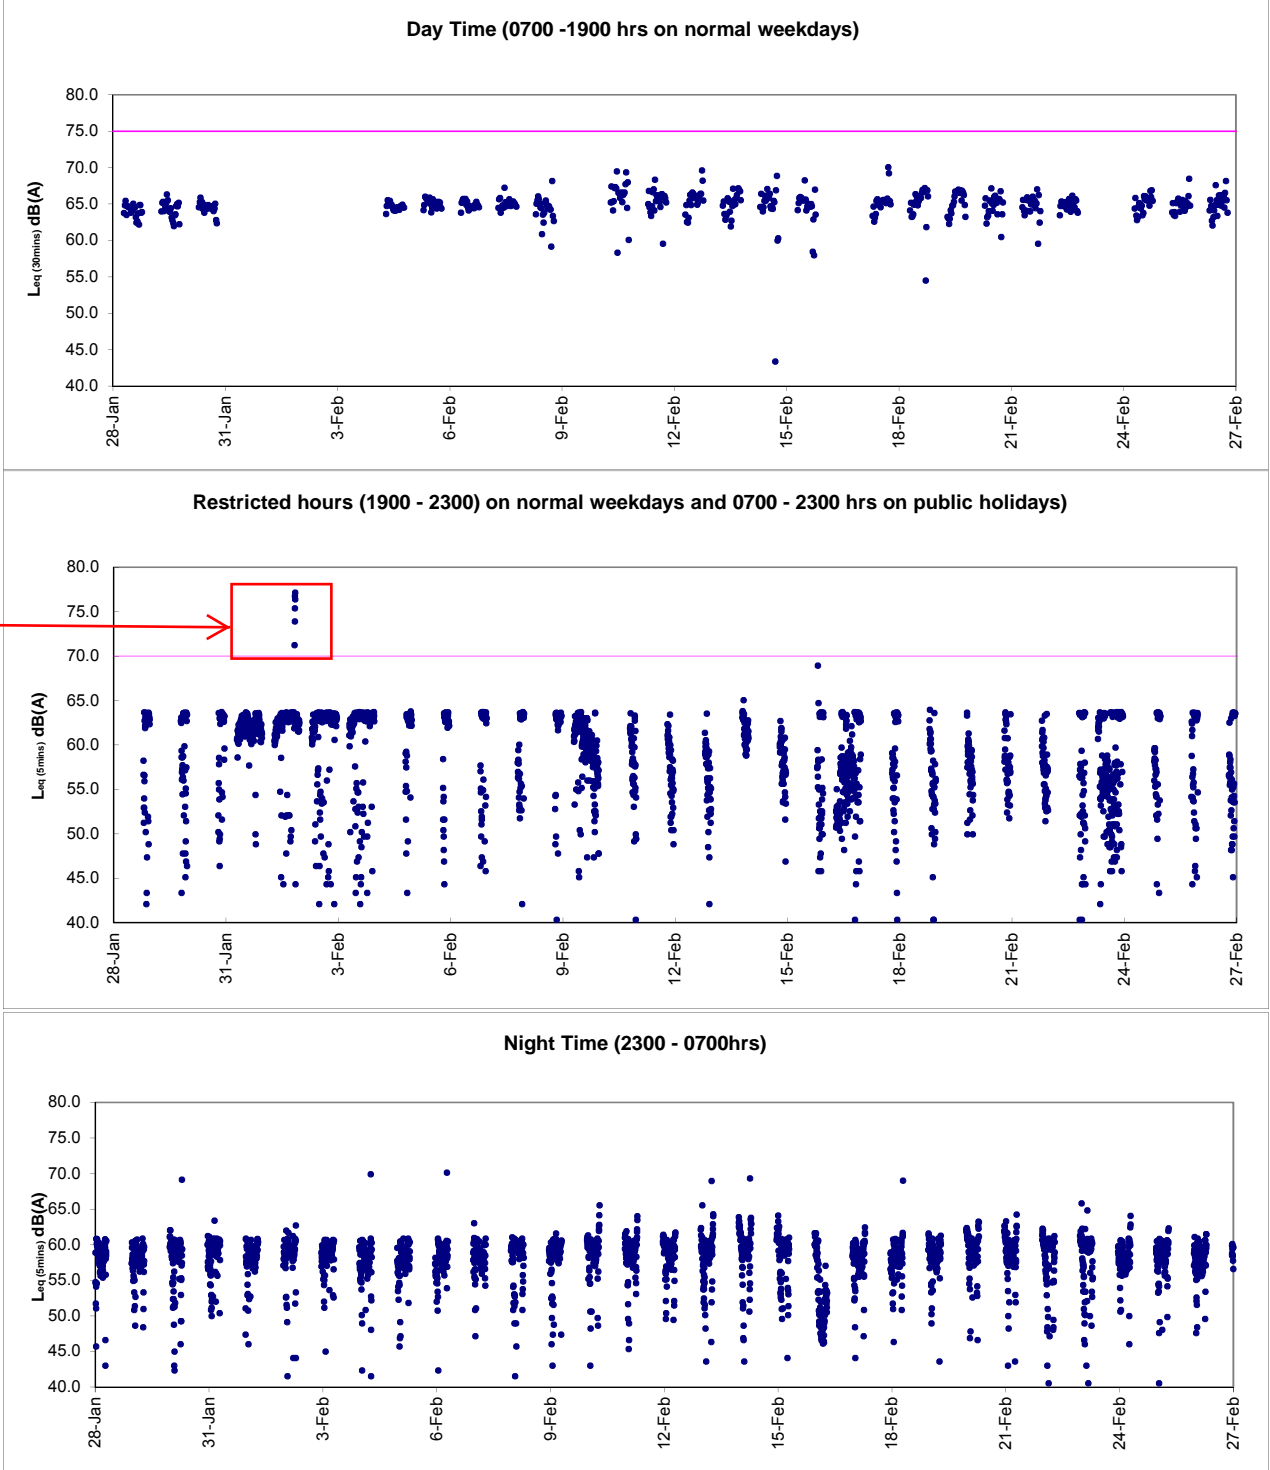 Day Time (0700 -1900 hrs on normal weekdays)
80.0
75.0
70.0
65.0
60.0
55.0
50.0
45.0
40.0
Leq (30mins) dB(A)
28-Jan
31-Jan
3-Feb
6-Feb
9-Feb
12-Feb
15-Feb
18-Feb
21-Feb
24-Feb
27-Feb
Restricted hours (1900 - 2300) on normal weekdays and 0700 - 2300 hrs on public holidays)
80.0
75.0
70.0
65.0
60.0
55.0
50.0
45.0
40.0
Leq (5mins) dB(A)
28-Jan
31-Jan
3-Feb
6-Feb
9-Feb
12-Feb
15-Feb
18-Feb
21-Feb
24-Feb
27-Feb
Night Time (2300 - 0700hrs)
80.0
75.0
70.0
65.0
60.0
55.0
50.0
45.0
40.0
Leq(5mins) dB(A)
28-Jan
31-Jan
3-Feb
6-Feb
9-Feb
12-Feb
15-Feb
18-Feb
21-Feb
24-Feb
27-Feb